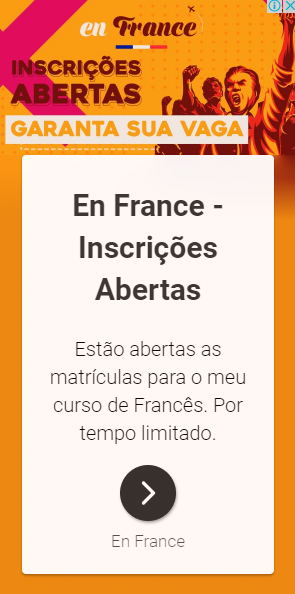 en France
INSCRIÇÕES
ABERTAS
GARANTA SUA VAGA
En France -
Inscrições
Abertas
Estão abertas as
matrículas para o meu
curso de Francês. Por
tempo limitado.
En France